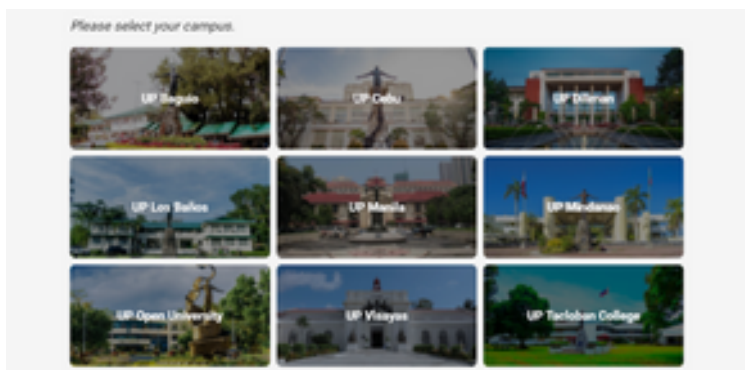 Please select your campus.
UP Baguio
UP Cebu
UP Diliman
UP Los Baños
UP Manila
UP Mindanao
UP Open University
UP Visayas
UP Tacloban College